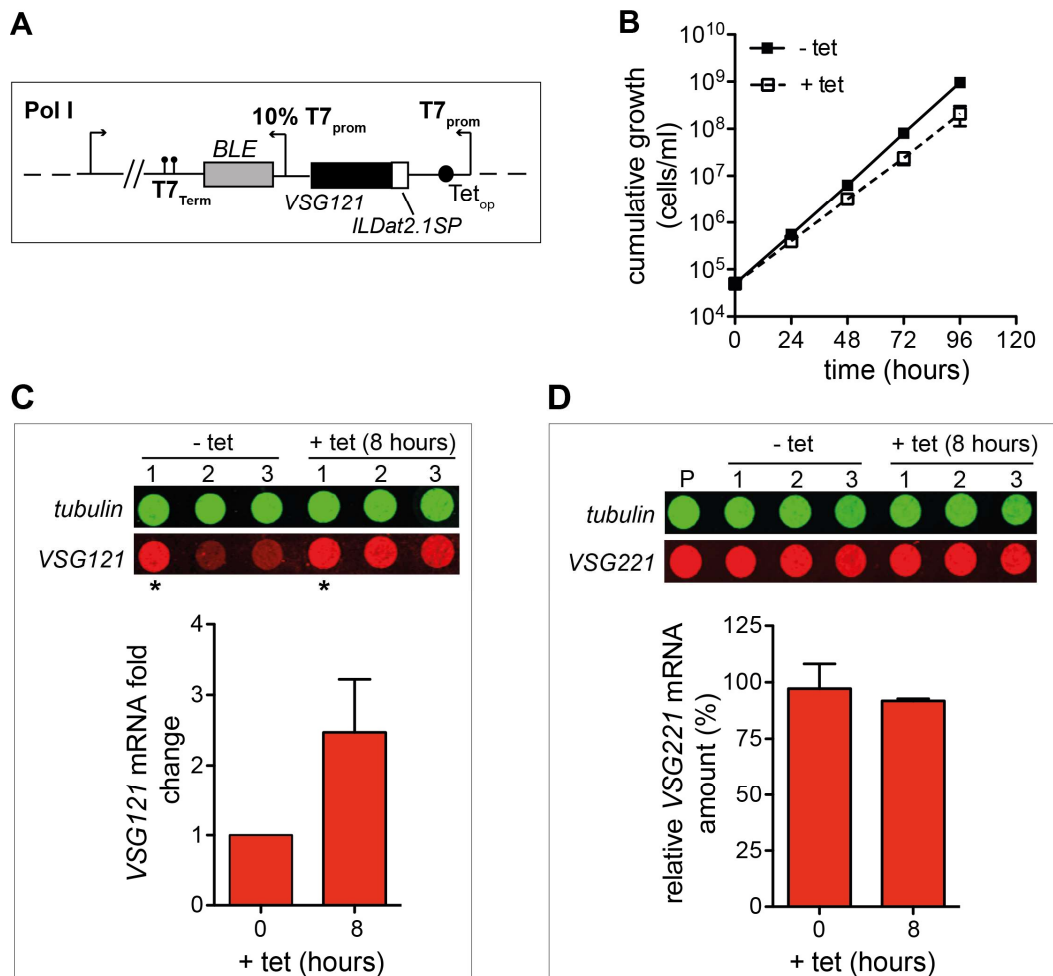 A
Pol I
10% T7prom
T7prom
BLE
T7Term
VSG121
Tetop
ILDat2.1SP
B
cumulative growth
(cells/ml)
10^10
10^9
10^8
10^7
10^6
10^5
10^4
- tet
+ tet
0 24 48 72 96 120
time (hours)
C
- tet + tet (8 hours)
1 2 3 1 2 3
tubulin
VSG121
* *
VSG121 mRNA fold
change
4
3
2
1
0
0 8
+ tet (hours)
D
- tet + tet (8 hours)
P 1 2 3 1 2 3
tubulin
VSG221
relative VSG221 mRNA
amount (%)
125
100
75
50
25
0
0 8
+ tet (hours)